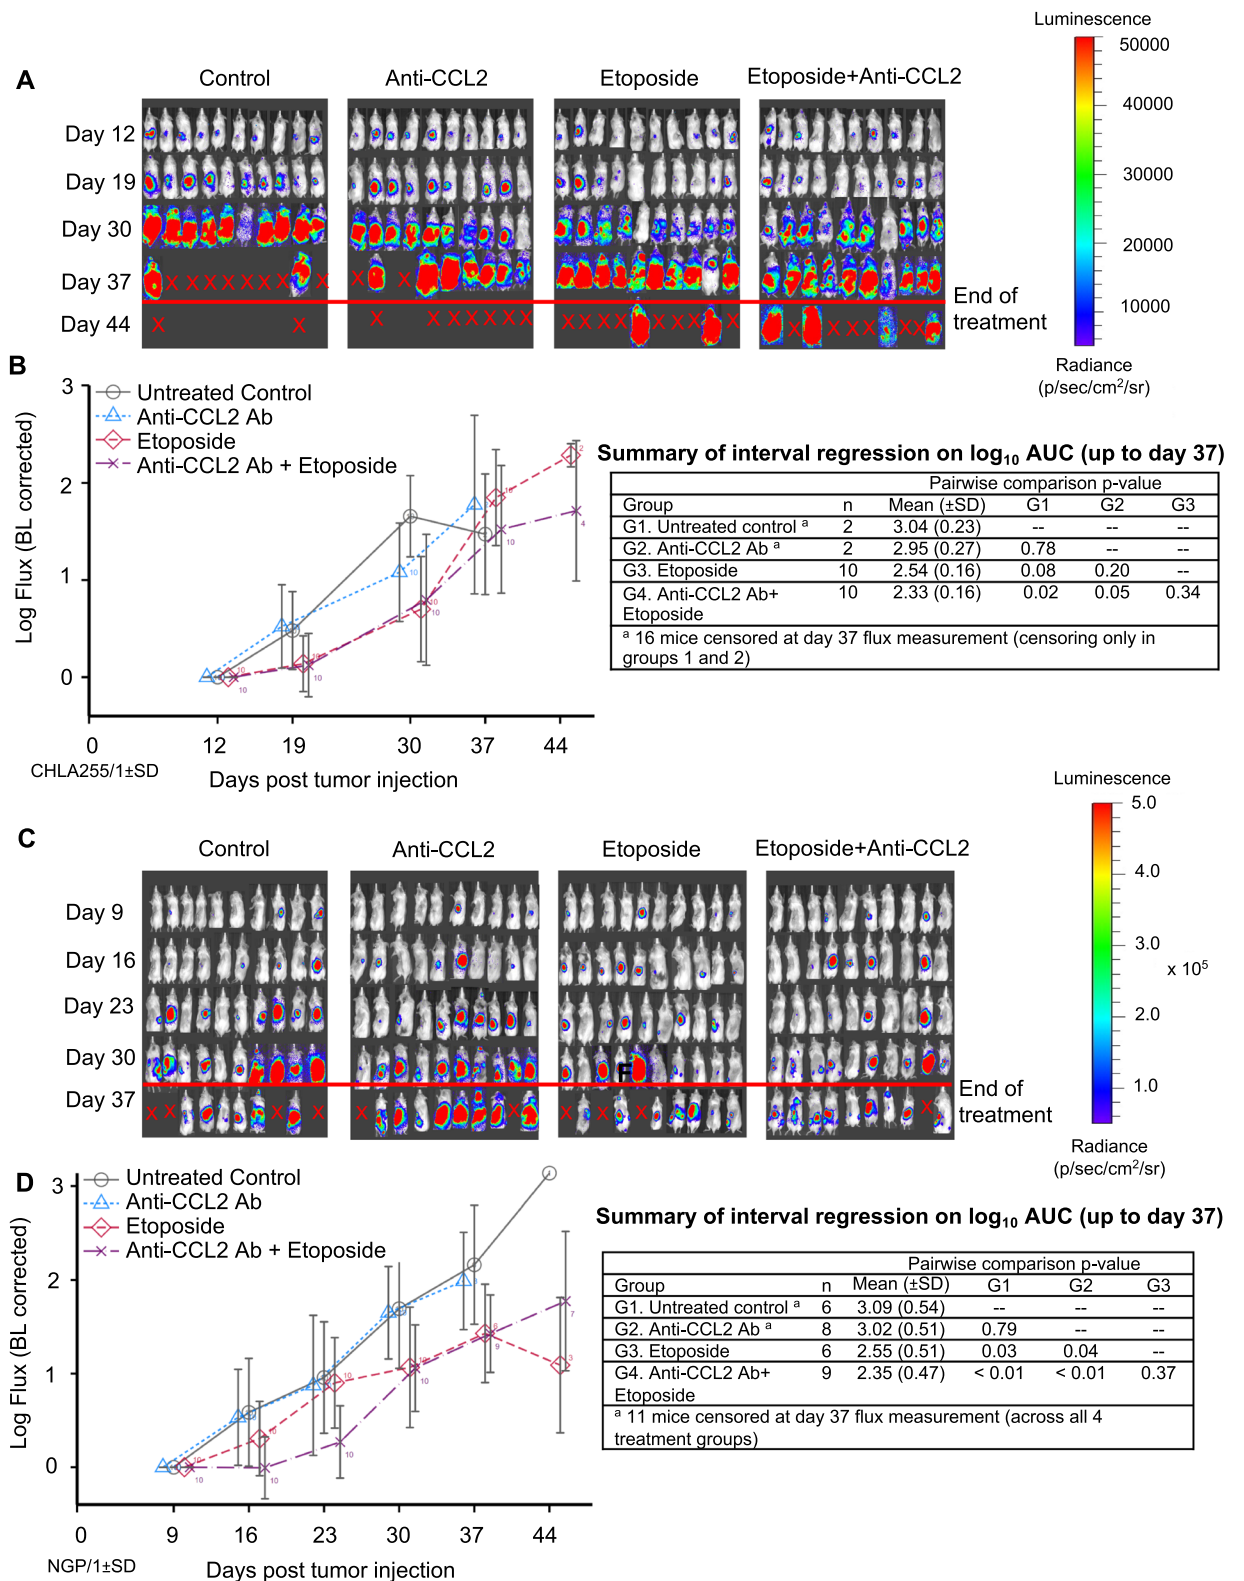 Luminescence
A
Control
Anti-CCL2
Etoposide
Etoposide+Anti-CCL2
50000
40000
30000
20000
10000
Radiance
(p/sec/cm²/sr)
Day 12
Day 19
Day 30
Day 37
X X X X X X X X
X X
End of
treatment
Day 44
X X
X X X X X X X
X X X X X X X X
X X X X X X
B
3
2
1
0
Log Flux (BL corrected)
Untreated Control
Anti-CCL2 Ab
Etoposide
Anti-CCL2 Ab + Etoposide
0 12 19 30 37 44
CHLA255/1±SD
Days post tumor injection
Summary of interval regression on log₁₀ AUC (up to day 37)
Pairwise comparison p-value
Group n Mean (±SD) G1 G2 G3
G1. Untreated control ᵃ 2 3.04 (0.23) -- -- --
G2. Anti-CCL2 Ab ᵃ 2 2.95 (0.27) 0.78 -- --
G3. Etoposide 10 2.54 (0.16) 0.08 0.20 --
G4. Anti-CCL2 Ab+ 10 2.33 (0.16) 0.02 0.05 0.34
Etoposide
ᵃ 16 mice censored at day 37 flux measurement (censoring only in
groups 1 and 2)
C
Control
Anti-CCL2
Etoposide
Etoposide+Anti-CCL2
Luminescence
5.0
4.0
3.0
x 10⁵
2.0
1.0
Radiance
(p/sec/cm²/sr)
Day 9
Day 16
Day 23
Day 30
F
Day 37
X X X
X X
X X X
X
End of
treatment
D
3
2
1
0
Log Flux (BL corrected)
Untreated Control
Anti-CCL2 Ab
Etoposide
Anti-CCL2 Ab + Etoposide
0 9 16 23 30 37 44
NGP/1±SD
Days post tumor injection
Summary of interval regression on log₁₀ AUC (up to day 37)
Pairwise comparison p-value
Group n Mean (±SD) G1 G2 G3
G1. Untreated control ᵃ 6 3.09 (0.54) -- -- --
G2. Anti-CCL2 Ab ᵃ 8 3.02 (0.51) 0.79 -- --
G3. Etoposide 6 2.55 (0.51) 0.03 0.04 --
G4. Anti-CCL2 Ab+ 9 2.35 (0.47) < 0.01 < 0.01 0.37
Etoposide
ᵃ 11 mice censored at day 37 flux measurement (across all 4
treatment groups)